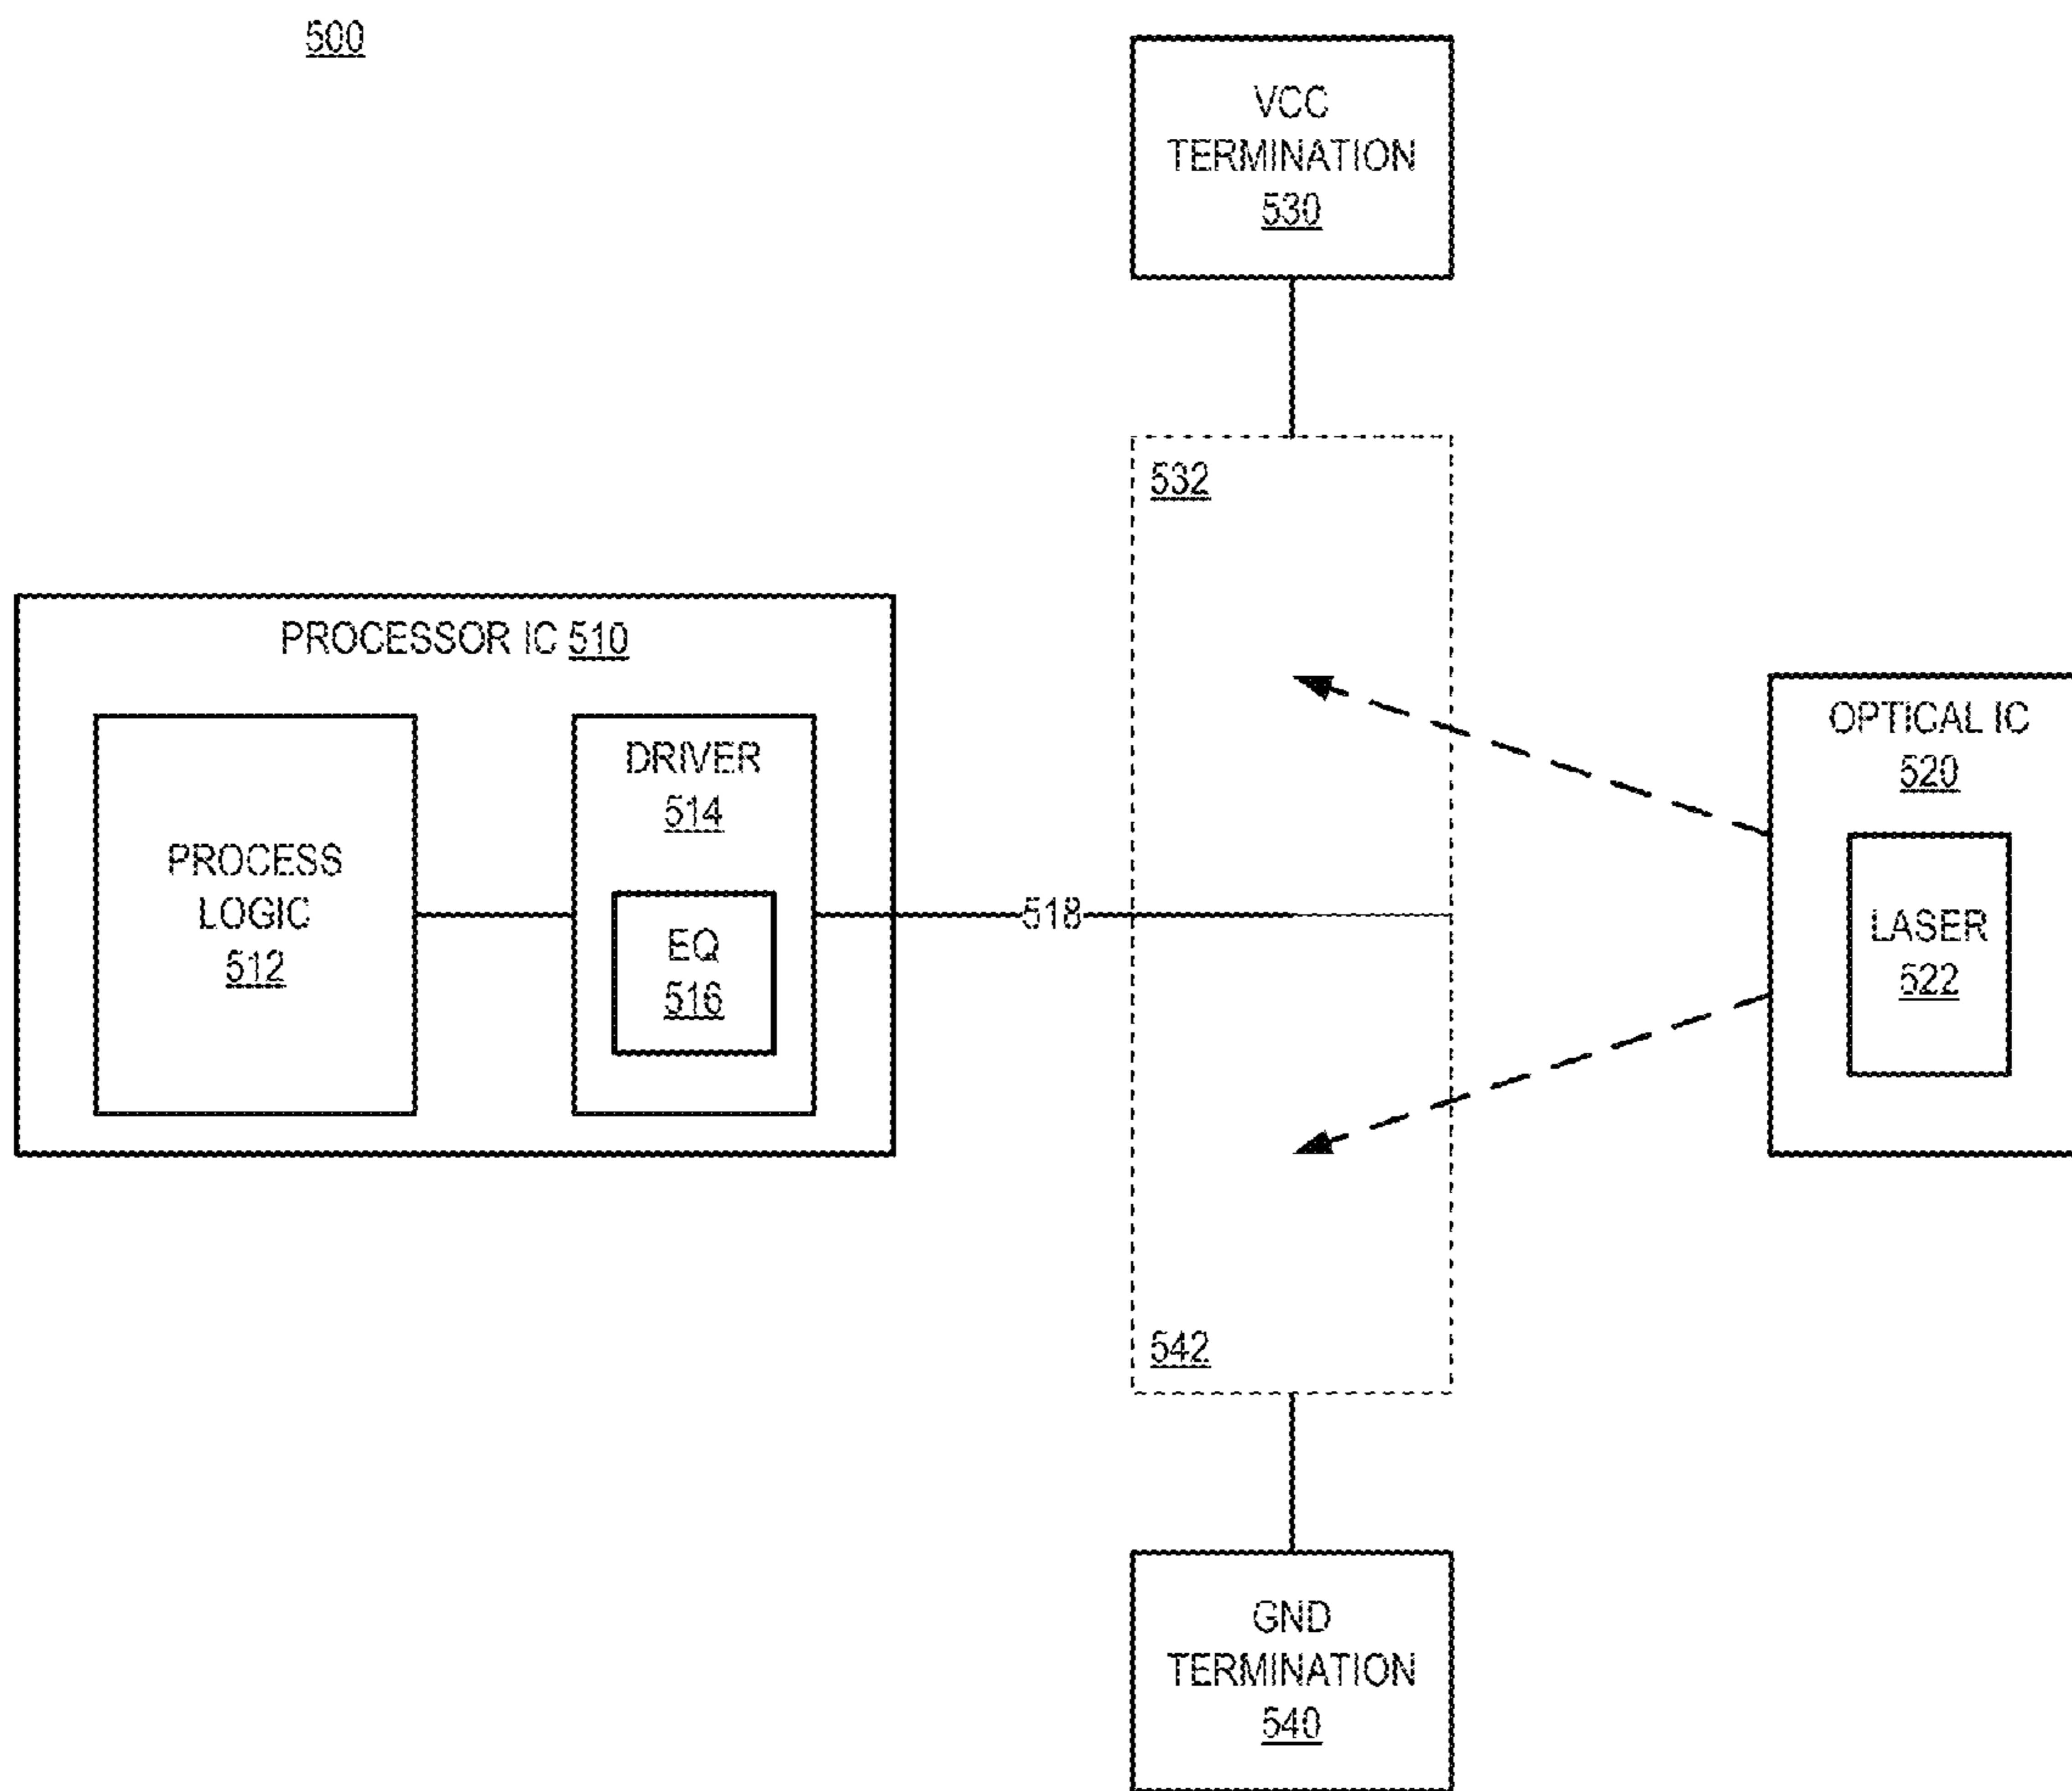 500
VCC
TERMINATION
530
532
PROCESSOR IC 510
PROCESS
LOGIC
512
DRIVER
514
EQ
516
518
OPTICAL IC
520
LASER
522
542
GND
TERMINATION
540